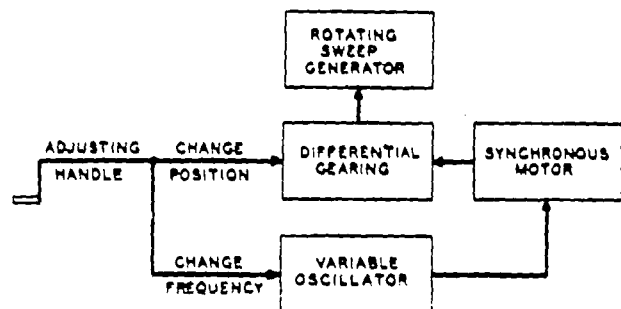 ROTATING
SWEEP
GENERATOR
ADJUSTING
HANDLE
CHANGE
POSITION
DIFFERENTIAL
GEARING
SYNCHRONOUS
MOTOR
CHANGE
FREQUENCY
VARIABLE
OSCILLATOR